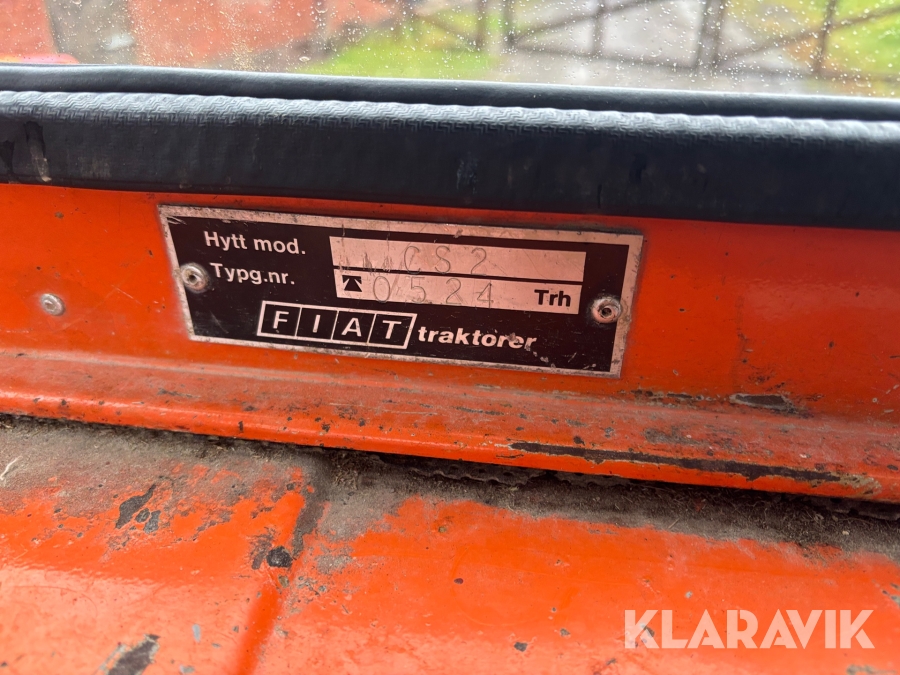 Hytt mod. CS2
Typg.nr. 0524 Trh
FIAT traktorer
KLARAVIK